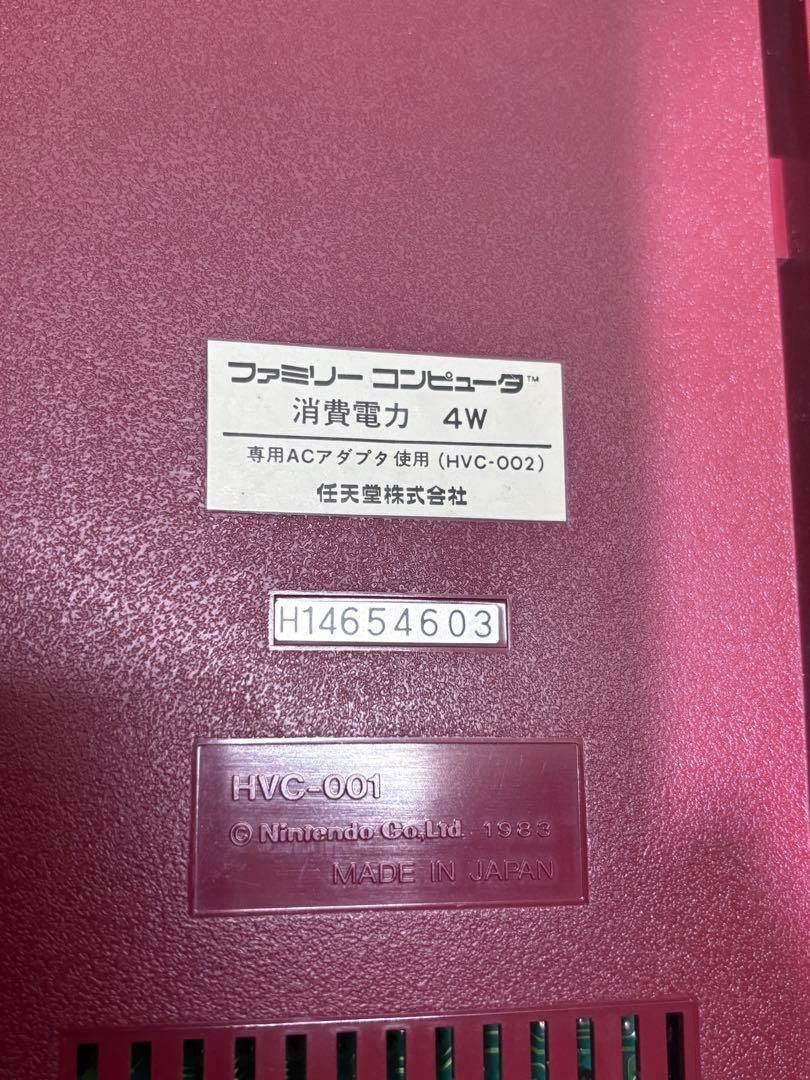 ファミリー コンピュータ™
消費電力 4W
専用ACアダプタ使用(HVC-002)
任天堂株式会社
H14654603
HVC-001
© Nintendo Co.,Ltd. 1983
MADE IN JAPAN